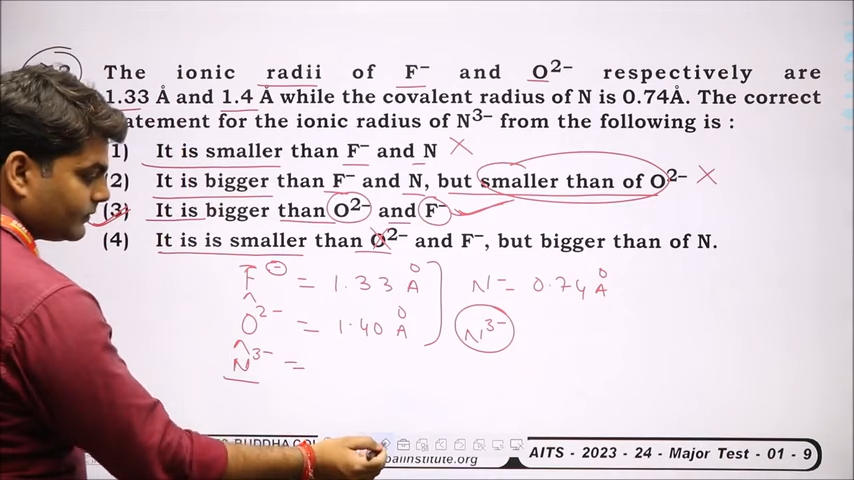 The ionic radii of F⁻ and O²⁻ respectively are
1.33 Å and 1.4 Å while the covalent radius of N is 0.74Å. The correct
statement for the ionic radius of N³⁻ from the following is :
(1) It is smaller than F⁻ and N
(2) It is bigger than F⁻ and N, but smaller than of O²⁻
(3) It is bigger than O²⁻ and F⁻
(4) It is is smaller than O²⁻ and F⁻, but bigger than of N.
F⁻ = 1.33 Å
N = 0.74 Å
O²⁻ = 1.40 Å
N³⁻
N³⁻ =
BUDDHA
institute.org
AITS - 2023 - 24 - Major Test - 01 - 9